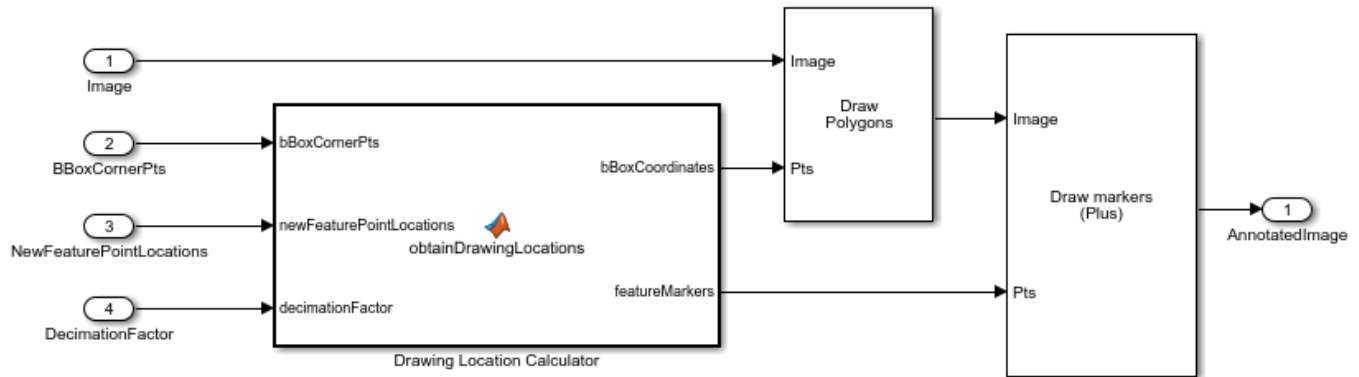 1
Image
2
BBoxCornerPts
3
NewFeaturePointLocations
4
DecimationFactor
bBoxCornerPts
newFeaturePointLocations
decimationFactor
obtainDrawingLocations
bBoxCoordinates
featureMarkers
Drawing Location Calculator
Image
Draw
Polygons
Pts
Image
Draw markers
(Plus)
Pts
1
AnnotatedImage